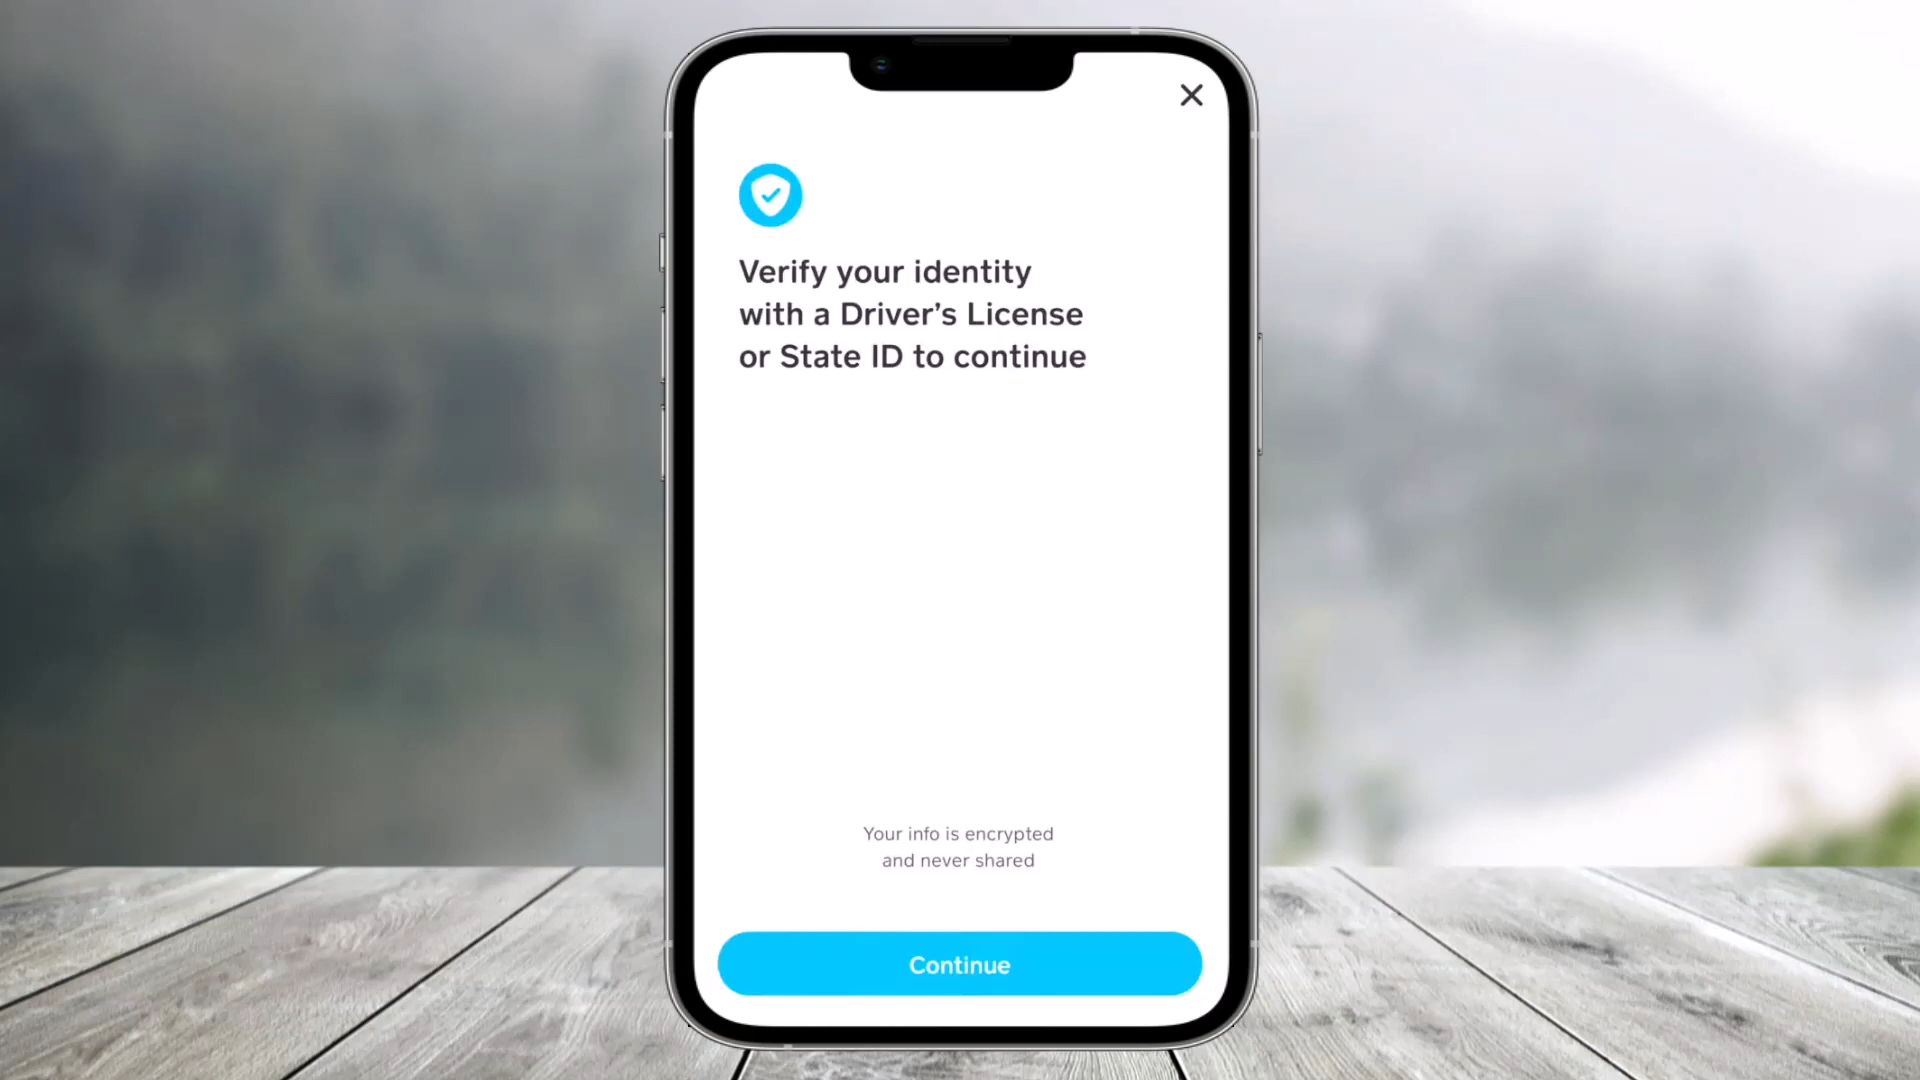 Verify your identity
with a Driver’s License
or State ID to continue
Your info is encrypted
and never shared
Continue